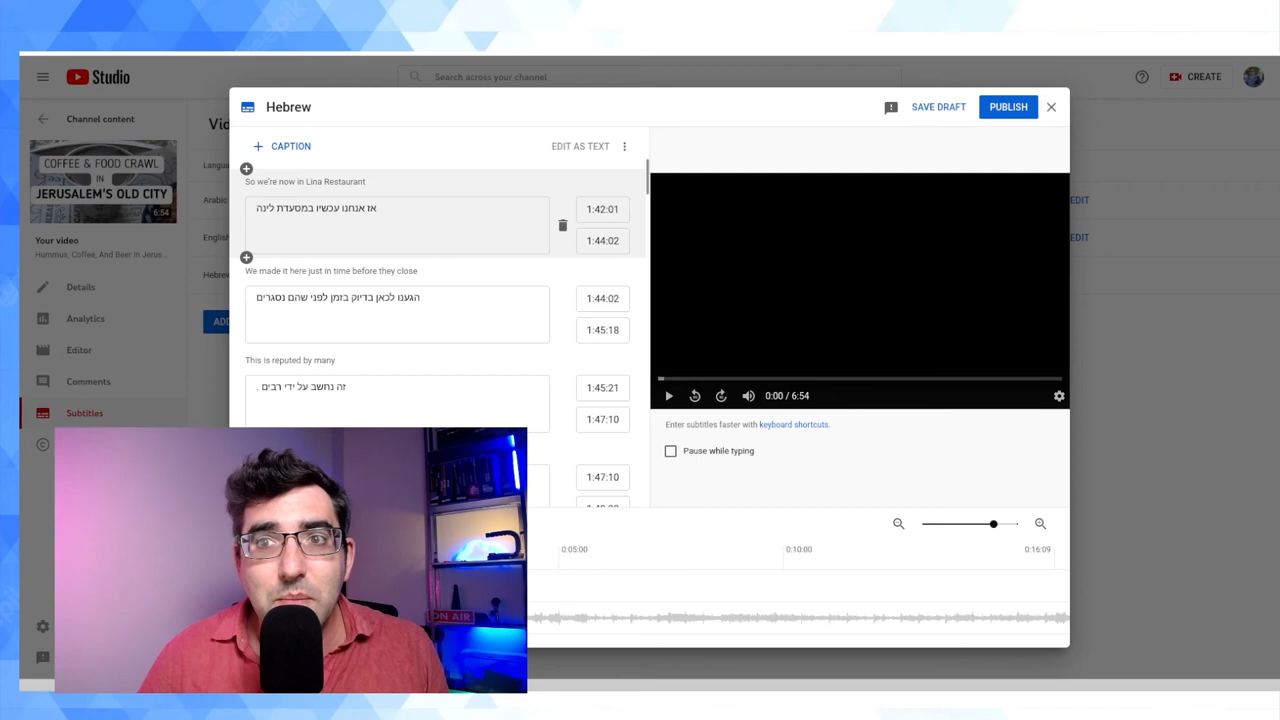 Studio
Search across your channel
CREATE
Channel content
COFFEE & FOOD CRAWL
IN
JERUSALEM'S OLD CITY
6:54
Your video
Hummus, Coffee, And Beer In Jerus...
Details
Analytics
Editor
Comments
Subtitles
Langu
Arabic
English
Hebrew
EDIT
EDIT
Hebrew
SAVE DRAFT
PUBLISH
+ CAPTION
EDIT AS TEXT
So we're now in Lina Restaurant
אז אנחנו עכשיו במסעדת לינה
1:42:01
1:44:02
We made it here just in time before they close
הגענו לכאן בדיוק בזמן לפני שהם נסגרים
1:44:02
1:45:18
This is reputed by many
זה נחשב על ידי רבים .
1:45:21
1:47:10
1:47:10
0:00 / 6:54
Enter subtitles faster with keyboard shortcuts.
Pause while typing
0:05:00
0:10:00
0:16:09
ON AIR